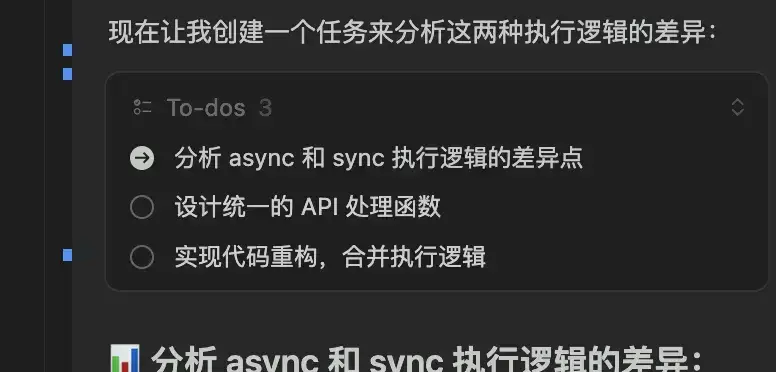 现在让我创建一个任务来分析这两种执行逻辑的差异：
To-dos 3
分析 async 和 sync 执行逻辑的差异点
设计统一的 API 处理函数
实现代码重构，合并执行逻辑
📊 分析 async 和 sync 执行逻辑的差异：